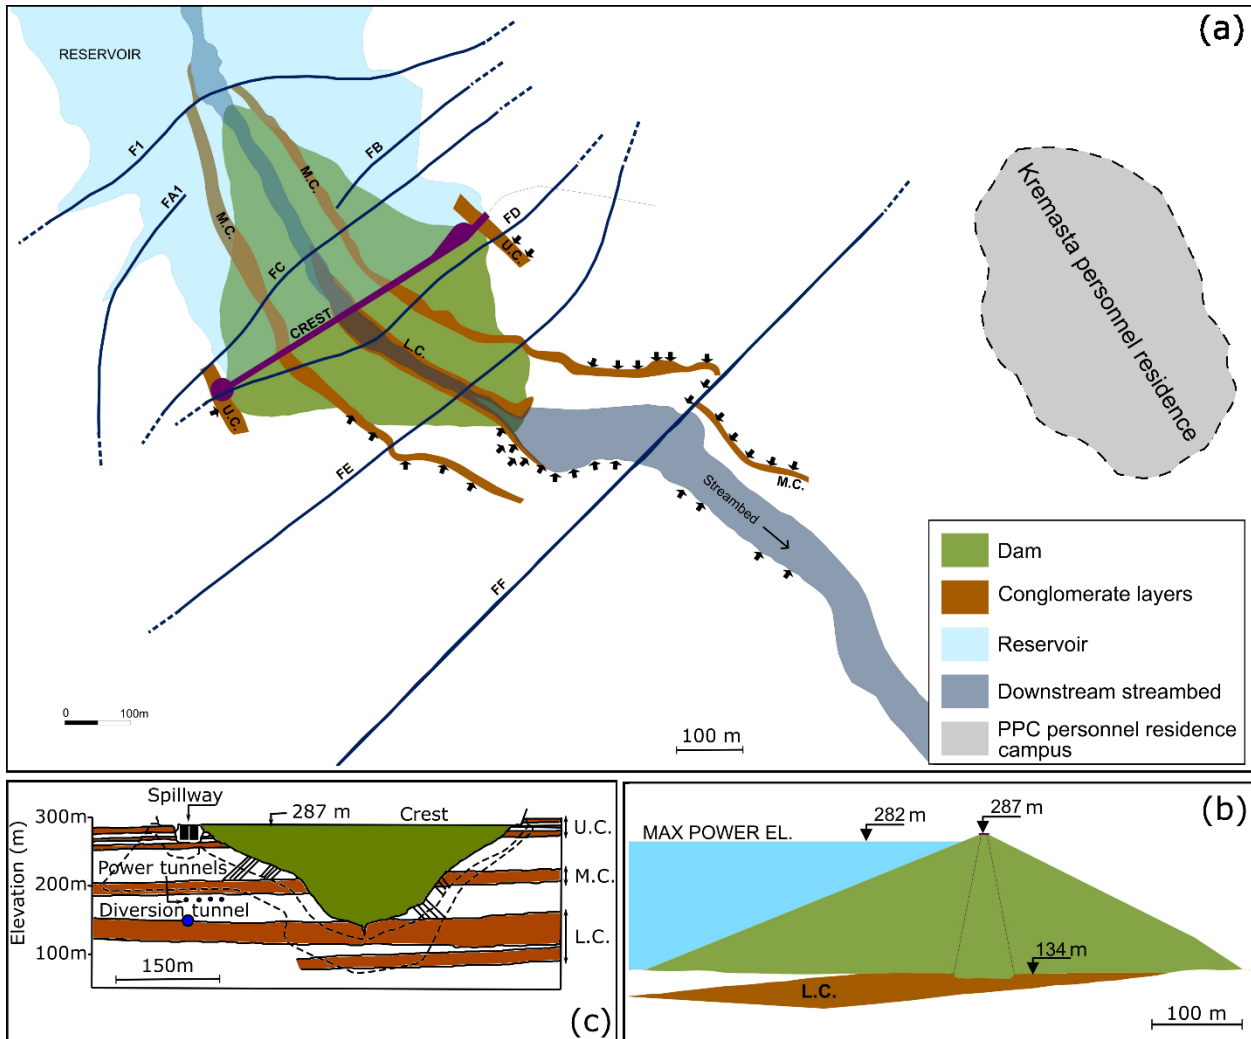 (a)
RESERVOIR
F1
FB
FA1
M.C.
M.C.
FC
FD
U.C.
CREST
L.C.
U.C.
FE
FF
M.C.
Streambed
Kremasta personnel residence
0 100m
100 m
Dam
Conglomerate layers
Reservoir
Downstream streambed
PPC personnel residence
campus
Spillway
300m
287 m
Crest
U.C.
Power tunnels
M.C.
200m
Diversion tunnel
L.C.
100m
Elevation (m)
150m
(c)
MAX POWER EL.
282 m
287 m
134 m
L.C.
(b)
100 m